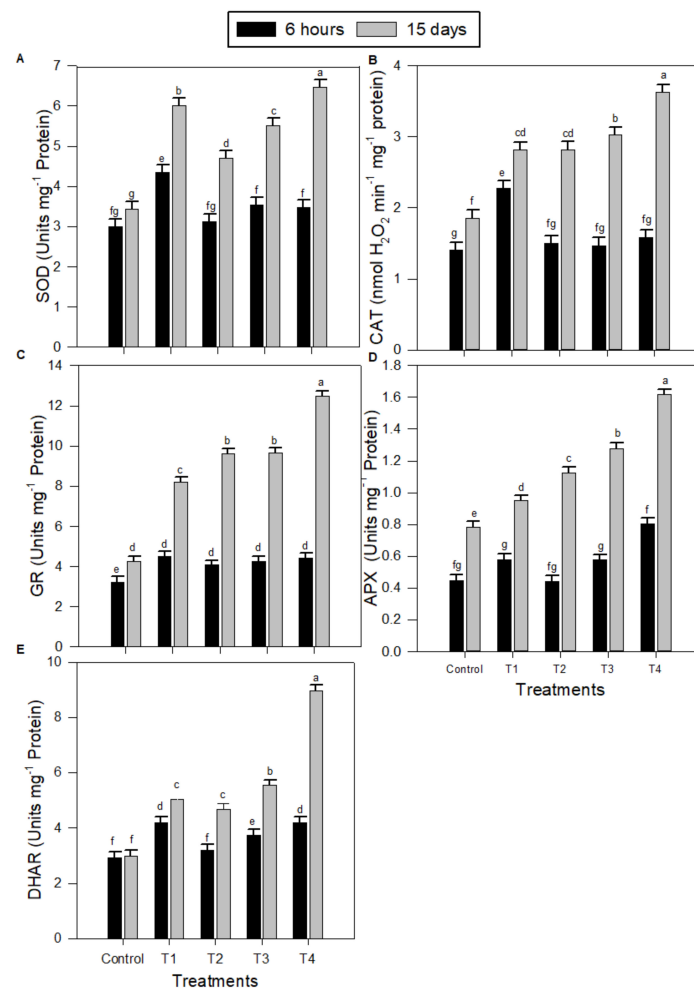 6 hours 15 days
A
SOD (Units mg⁻¹ Protein)
7
6
5
4
3
2
1
0
fg g e b fg d f c f a
B
CAT (nmol H₂O₂ min⁻¹ mg⁻¹ protein)
4
3
2
1
0
g f e cd fg cd fg b fg a
C
GR (Units mg⁻¹ Protein)
14
12
10
8
6
4
2
0
e d d c d b d b d a
D
APX (Units mg⁻¹ Protein)
1.8
1.6
1.4
1.2
1.0
0.8
0.6
0.4
0.2
0.0
fg e g d fg c g b f a
Control T1 T2 T3 T4
Treatments
E
DHAR (Units mg⁻¹ Protein)
10
8
6
4
2
0
f f d c f c e b d a
Control T1 T2 T3 T4
Treatments